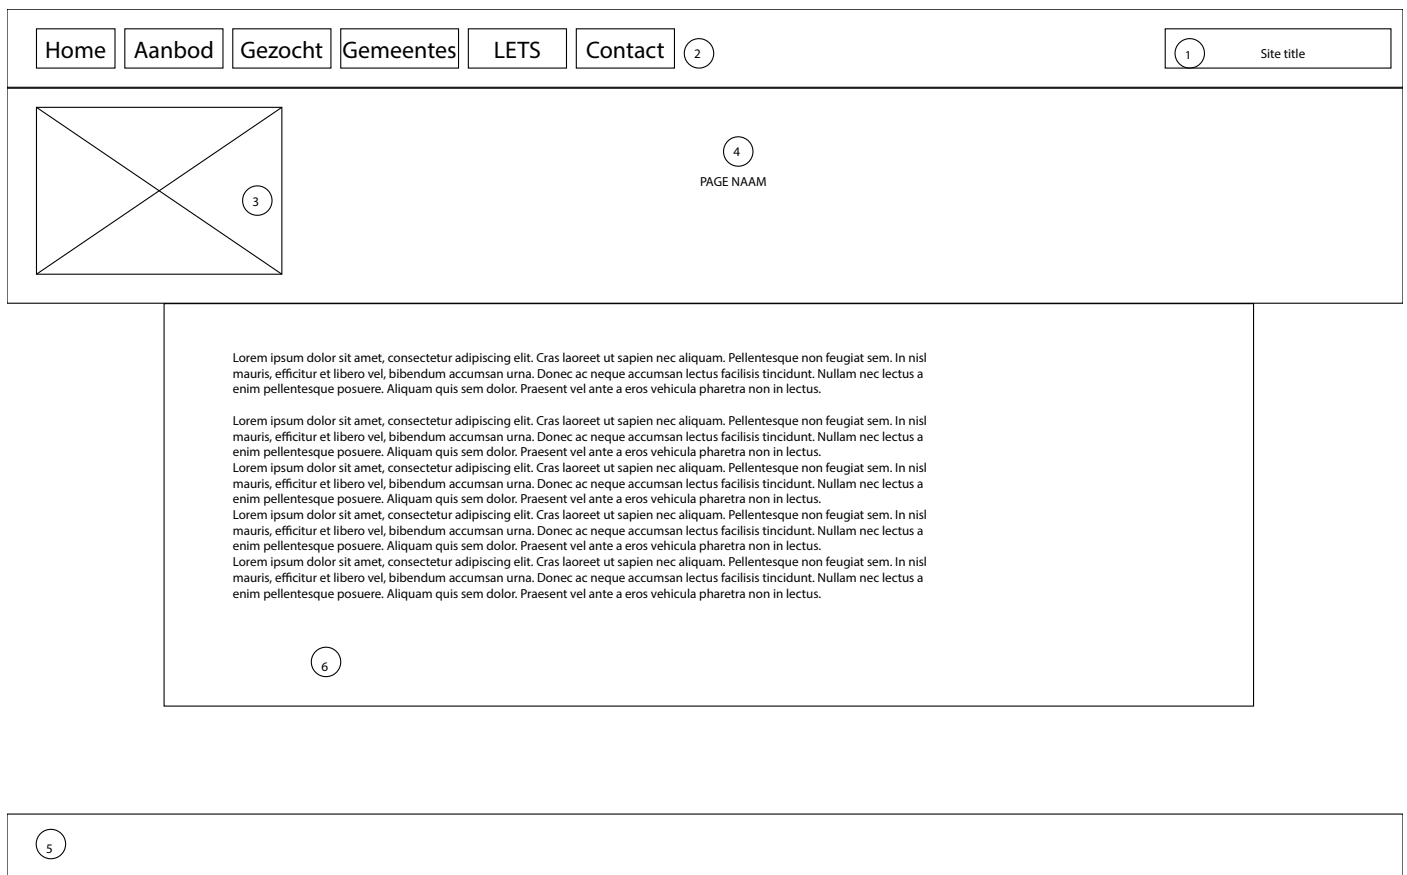 Home Aanbod Gezocht Gemeentes LETS Contact 2 1 Site title
3
4
PAGE NAAM
Lorem ipsum dolor sit amet, consectetur adipiscing elit. Cras laoreet ut sapien nec aliquam. Pellentesque non feugiat sem. In nisl
mauris, efficitur et libero vel, bibendum accumsan urna. Donec ac neque accumsan lectus facilisis tincidunt. Nullam nec lectus a
enim pellentesque posuere. Aliquam quis sem dolor. Praesent vel ante a eros vehicula pharetra non in lectus.
Lorem ipsum dolor sit amet, consectetur adipiscing elit. Cras laoreet ut sapien nec aliquam. Pellentesque non feugiat sem. In nisl
mauris, efficitur et libero vel, bibendum accumsan urna. Donec ac neque accumsan lectus facilisis tincidunt. Nullam nec lectus a
enim pellentesque posuere. Aliquam quis sem dolor. Praesent vel ante a eros vehicula pharetra non in lectus.
Lorem ipsum dolor sit amet, consectetur adipiscing elit. Cras laoreet ut sapien nec aliquam. Pellentesque non feugiat sem. In nisl
mauris, efficitur et libero vel, bibendum accumsan urna. Donec ac neque accumsan lectus facilisis tincidunt. Nullam nec lectus a
enim pellentesque posuere. Aliquam quis sem dolor. Praesent vel ante a eros vehicula pharetra non in lectus.
Lorem ipsum dolor sit amet, consectetur adipiscing elit. Cras laoreet ut sapien nec aliquam. Pellentesque non feugiat sem. In nisl
mauris, efficitur et libero vel, bibendum accumsan urna. Donec ac neque accumsan lectus facilisis tincidunt. Nullam nec lectus a
enim pellentesque posuere. Aliquam quis sem dolor. Praesent vel ante a eros vehicula pharetra non in lectus.
Lorem ipsum dolor sit amet, consectetur adipiscing elit. Cras laoreet ut sapien nec aliquam. Pellentesque non feugiat sem. In nisl
mauris, efficitur et libero vel, bibendum accumsan urna. Donec ac neque accumsan lectus facilisis tincidunt. Nullam nec lectus a
enim pellentesque posuere. Aliquam quis sem dolor. Praesent vel ante a eros vehicula pharetra non in lectus.
6
5